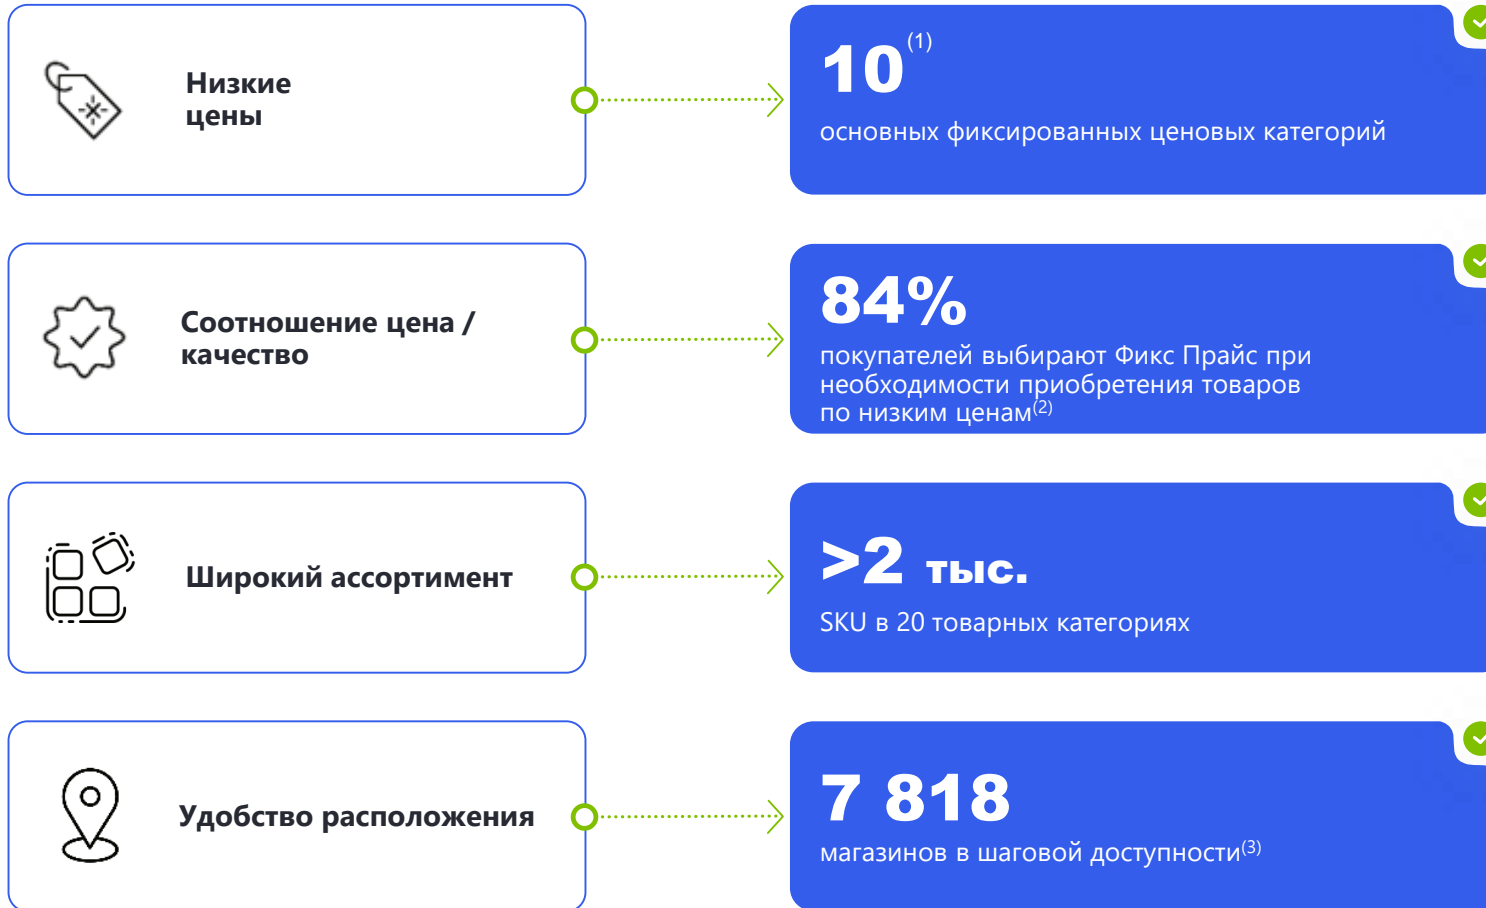 Низкие
цены
10(1)
основных фиксированных ценовых категорий
Соотношение цена /
качество
84%
покупателей выбирают Фикс Прайс при
необходимости приобретения товаров
по низким ценам(2)
Широкий ассортимент
>2 тыс.
SKU в 20 товарных категориях
Удобство расположения
7 818
магазинов в шаговой доступности(3)